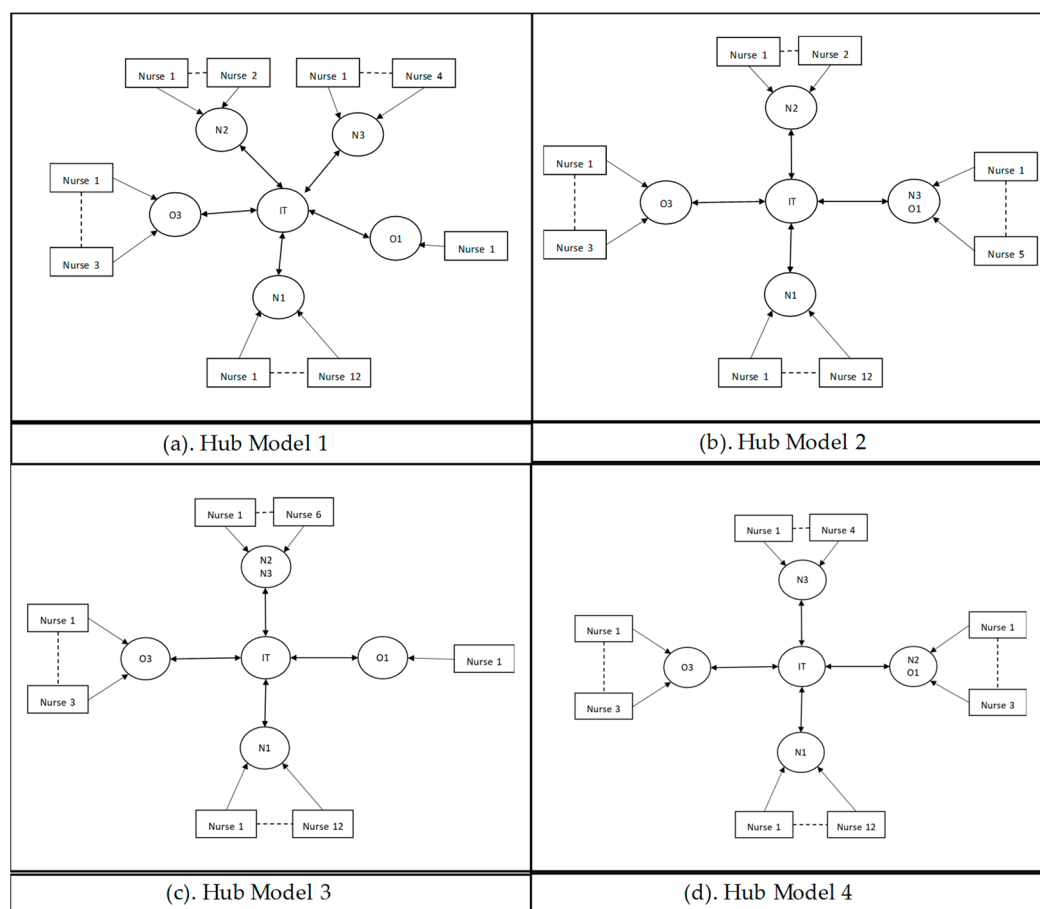 Nurse 1
Nurse 2
Nurse 1
Nurse 4
N2
N3
Nurse 1
O3
IT
O1
Nurse 1
Nurse 3
N1
Nurse 1
Nurse 12
(a). Hub Model 1
Nurse 1
Nurse 2
N2
Nurse 1
Nurse 1
O3
IT
N3
O1
Nurse 3
Nurse 5
N1
Nurse 1
Nurse 12
(b). Hub Model 2
Nurse 1
Nurse 6
N2
N3
Nurse 1
O3
IT
O1
Nurse 1
Nurse 3
N1
Nurse 1
Nurse 12
(c). Hub Model 3
Nurse 1
Nurse 4
N3
Nurse 1
Nurse 1
O3
IT
N2
O1
Nurse 3
Nurse 3
N1
Nurse 1
Nurse 12
(d). Hub Model 4